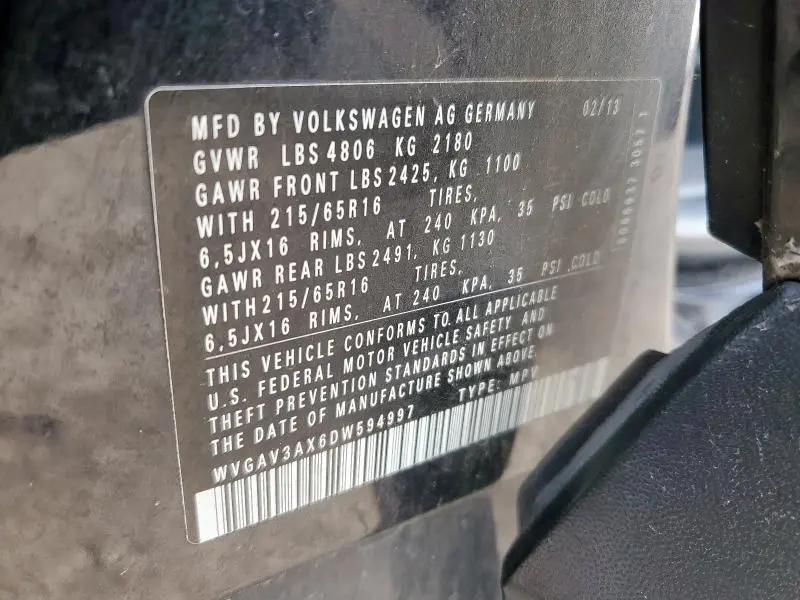 MFD BY VOLKSWAGEN AG GERMANY 02/13
GVWR LBS 4806 KG 2180
GAWR FRONT LBS 2425, KG 1100
WITH 215/65R16 TIRES,
6,5JX16 RIMS, AT 240 KPA, 35 PSI COLD
GAWR REAR LBS 2491, KG 1130
WITH 215/65R16 TIRES,
6,5JX16 RIMS, AT 240 KPA, 35 PSI COLD
THIS VEHICLE CONFORMS TO ALL APPLICABLE
U.S. FEDERAL MOTOR VEHICLE SAFETY AND
THEFT PREVENTION STANDARDS IN EFFECT ON
THE DATE OF MANUFACTURE SHOWN ABOVE.
WVGAV3AX6DW594997 TYPE: MPV